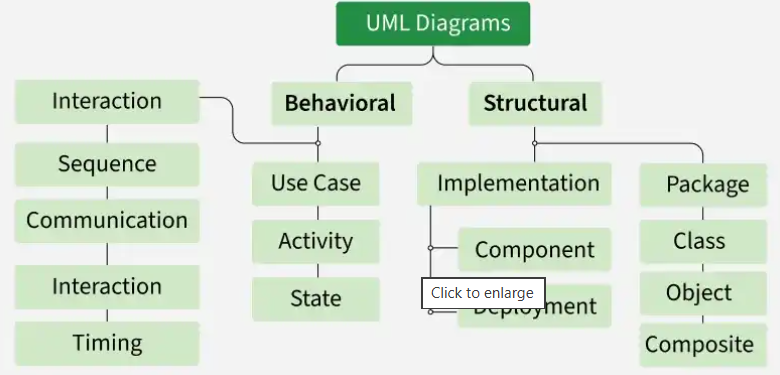 UML Diagrams
Behavioral
Structural
Interaction
Sequence
Communication
Interaction
Timing
Use Case
Activity
State
Implementation
Component
Click to enlarge
Deployment
Package
Class
Object
Composite